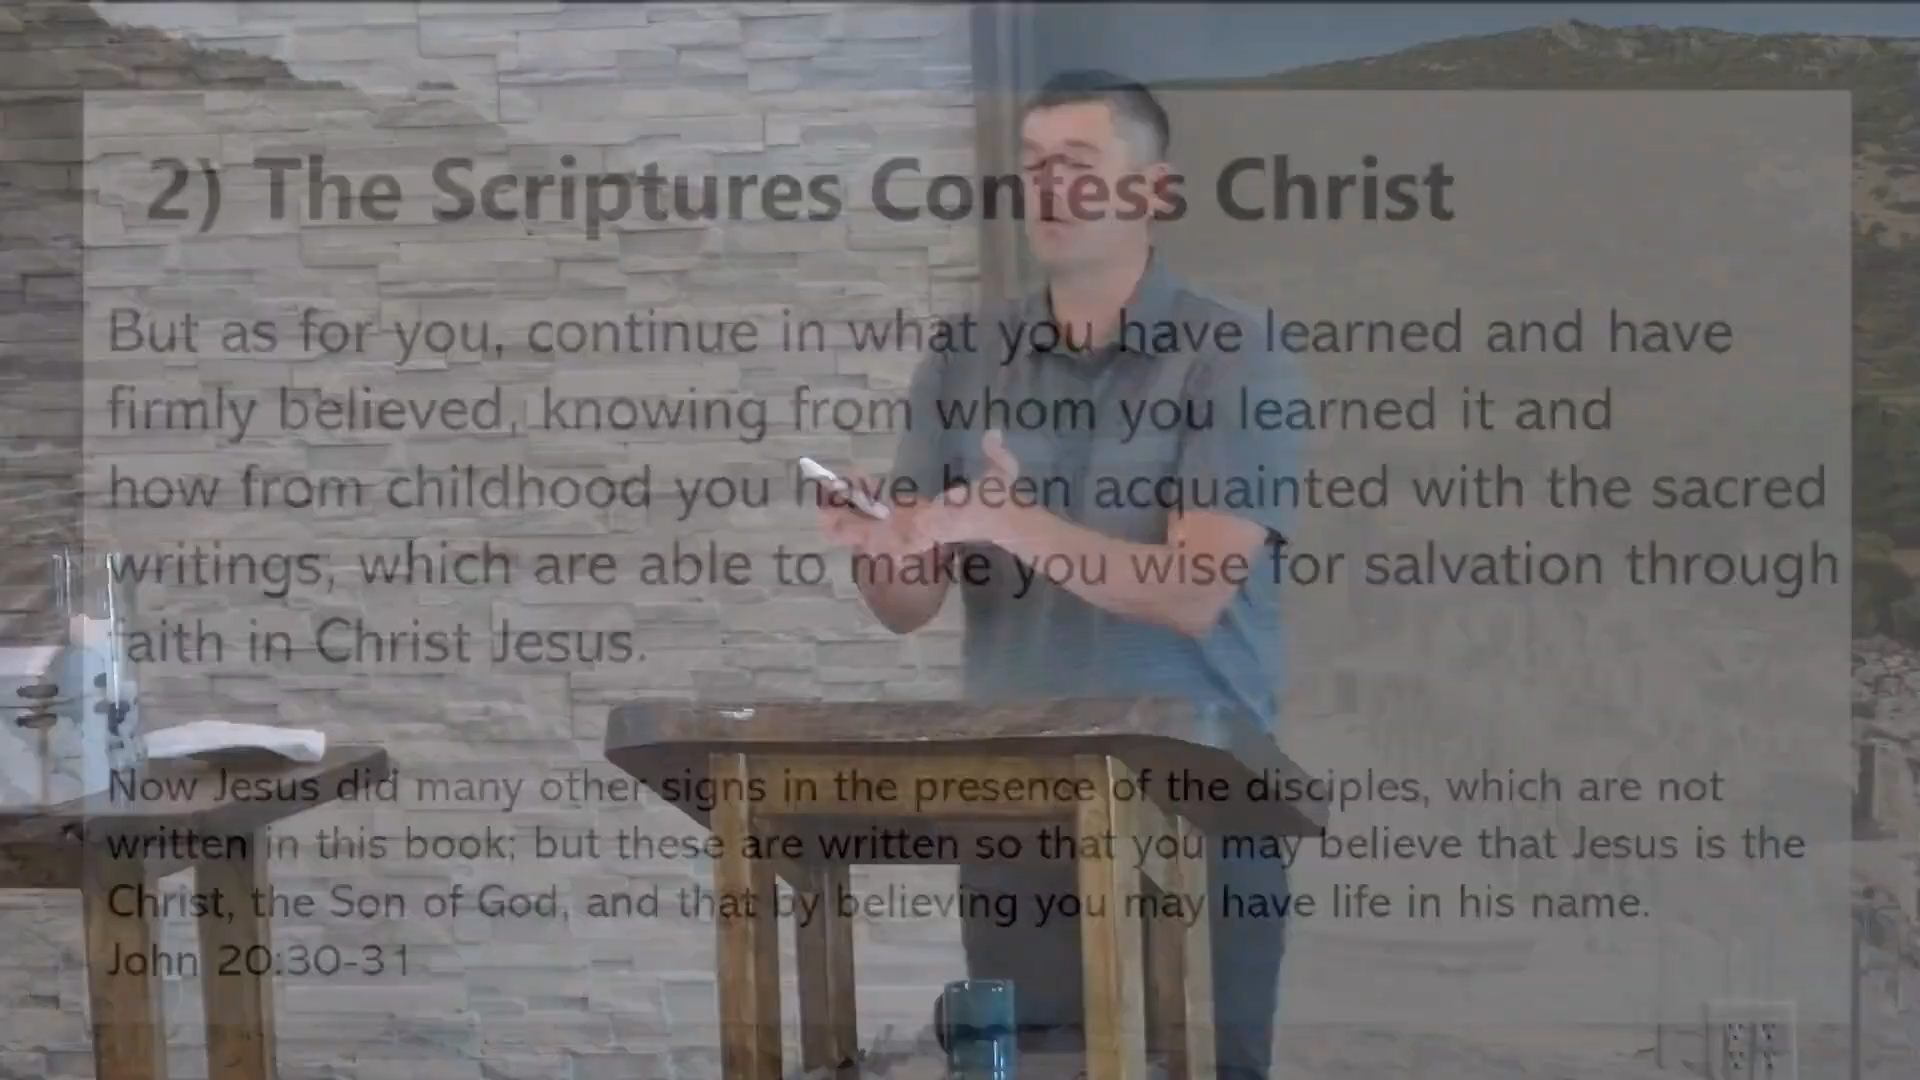 2) The Scriptures Confess Christ
But as for you, continue in what you have learned and have
firmly believed, knowing from whom you learned it and
how from childhood you have been acquainted with the sacred
writings, which are able to make you wise for salvation through
faith in Christ Jesus.
Now Jesus did many other signs in the presence of the disciples, which are not
written in this book; but these are written so that you may believe that Jesus is the
Christ, the Son of God, and that by believing you may have life in his name.
John 20:30-31